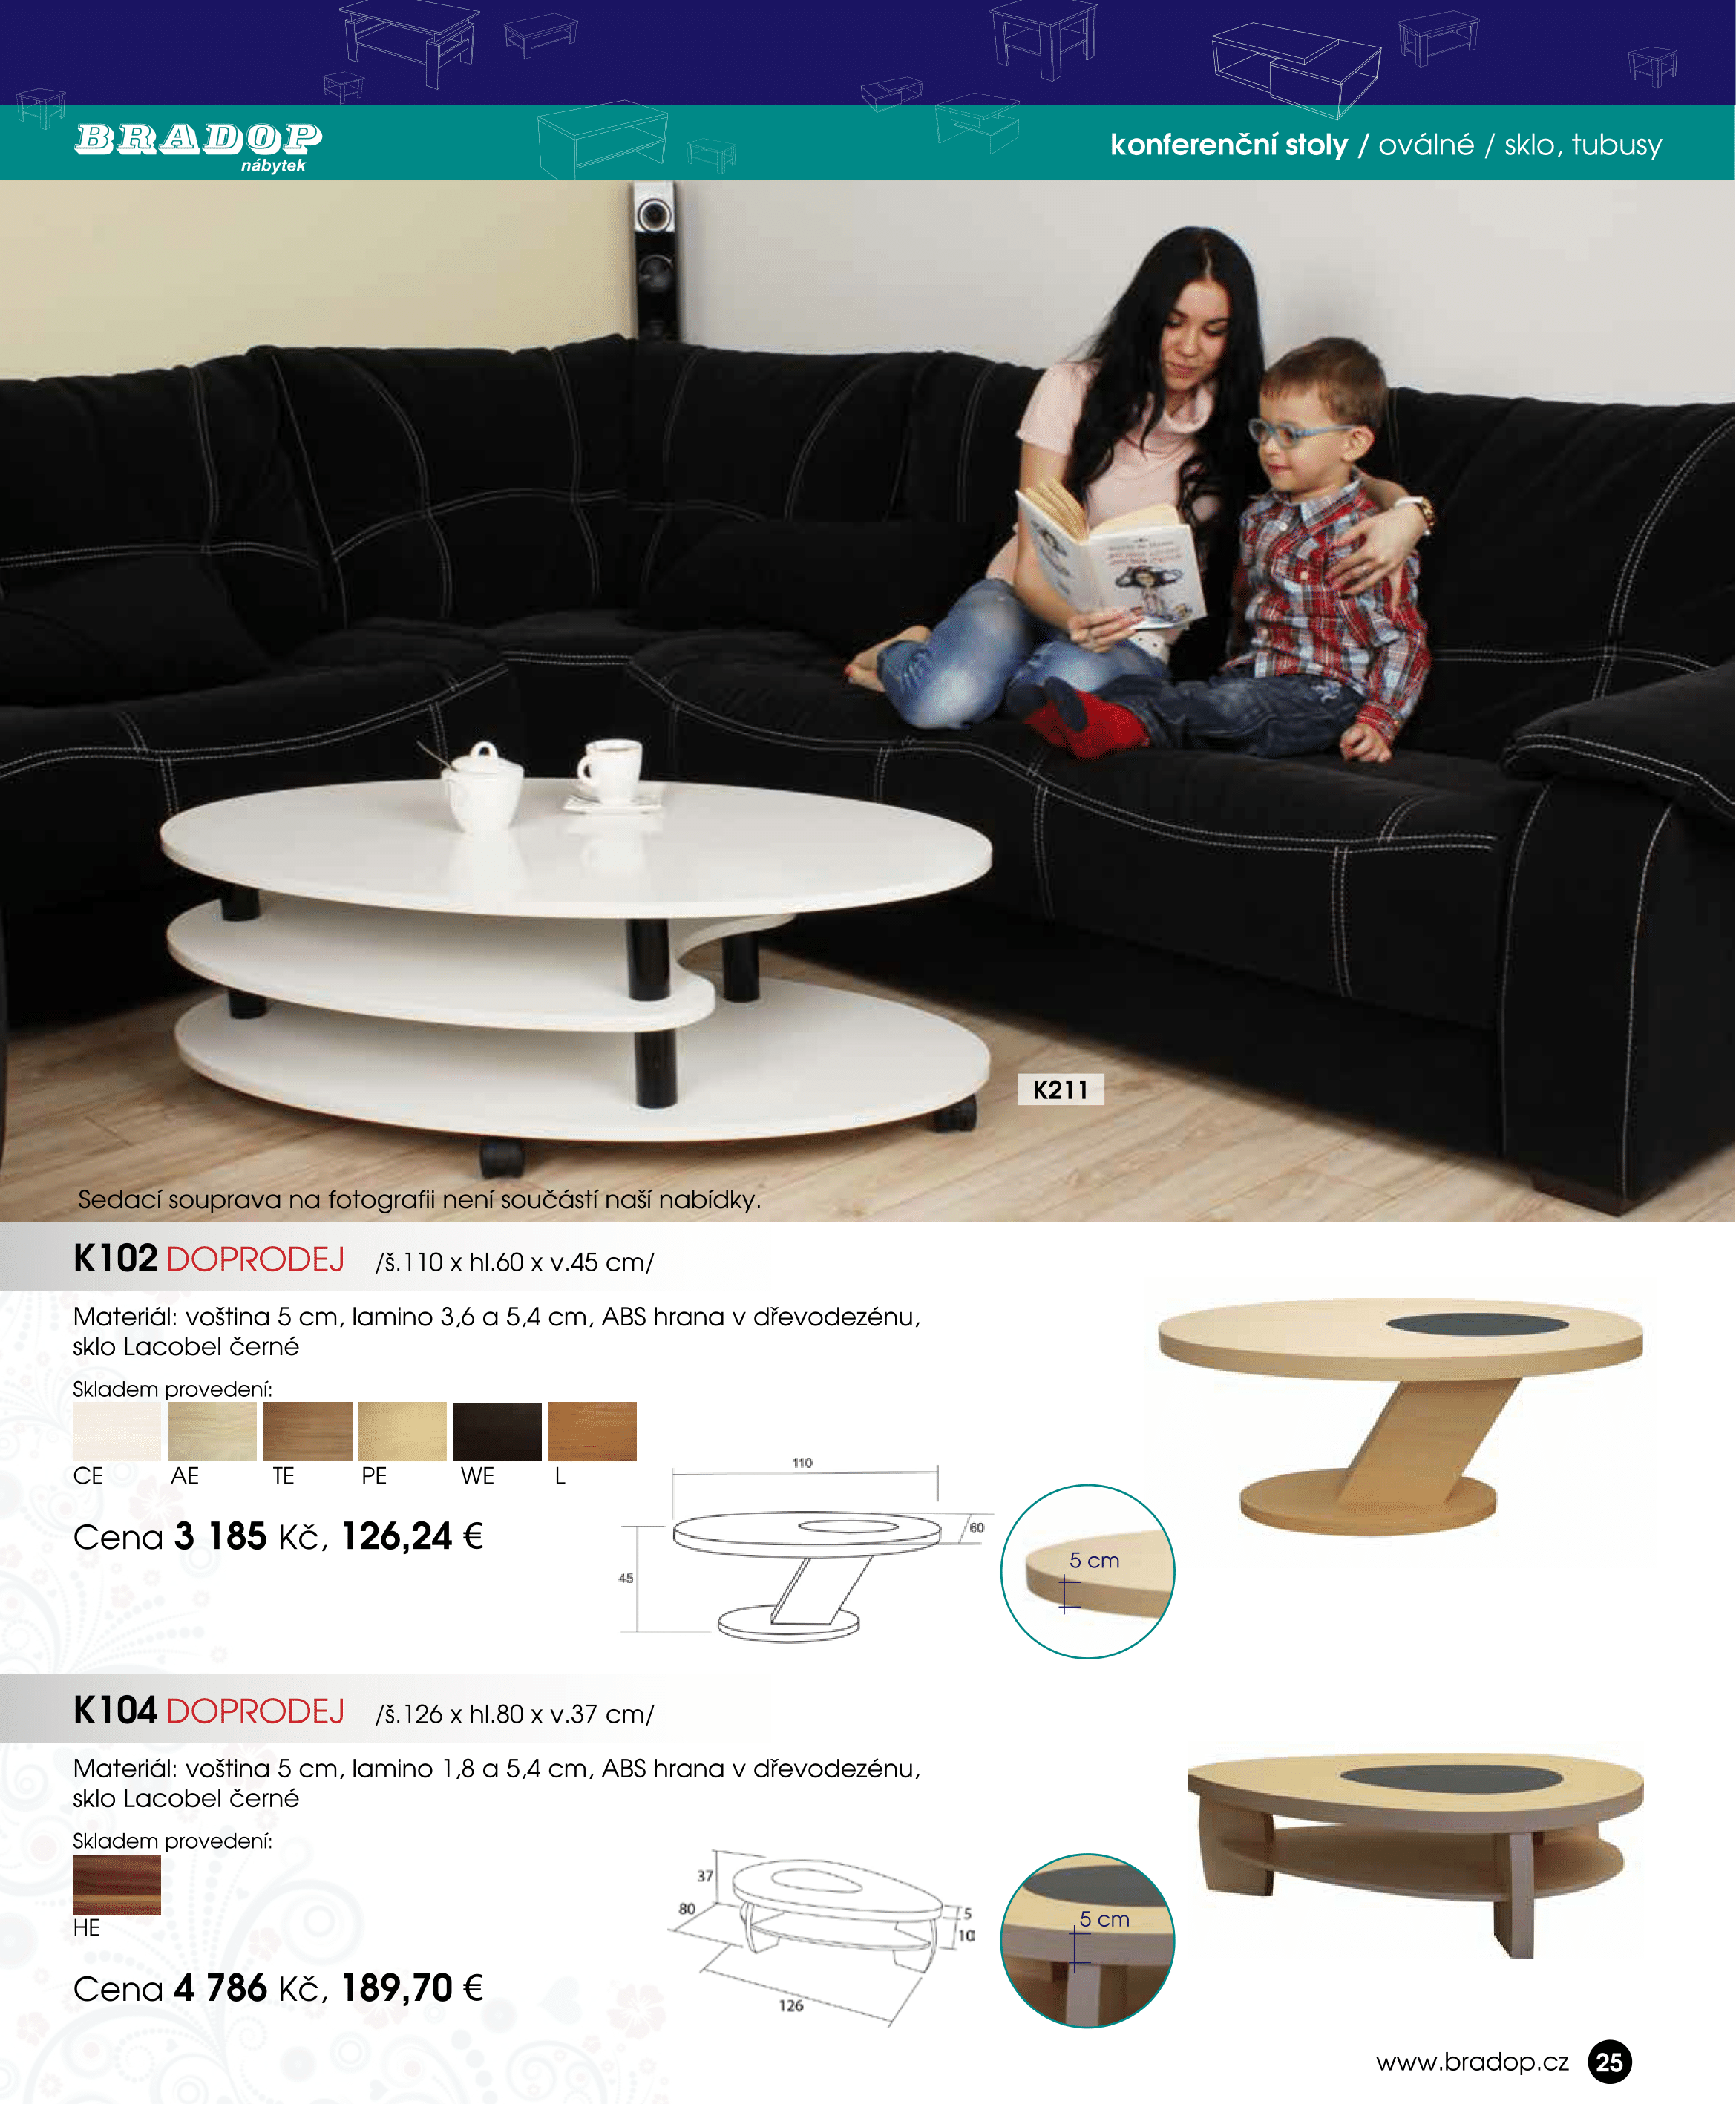 BRADOP
nábytek
konferenční stoly / oválné / sklo, tubusy
K211
Sedací souprava na fotografii není součástí naší nabídky.
K102 DOPRODEJ /š.110 x hl.60 x v.45 cm/
Materiál: voština 5 cm, lamino 3,6 a 5,4 cm, ABS hrana v dřevodezénu,
sklo Lacobel černé
Skladem provedení:
CE AE TE PE WE L
Cena 3 185 Kč, 126,24 €
110
60
45
5 cm
K104 DOPRODEJ /š.126 x hl.80 x v.37 cm/
Materiál: voština 5 cm, lamino 1,8 a 5,4 cm, ABS hrana v dřevodezénu,
sklo Lacobel černé
Skladem provedení:
HE
Cena 4 786 Kč, 189,70 €
37
80
5
10
126
5 cm
www.bradop.cz 25